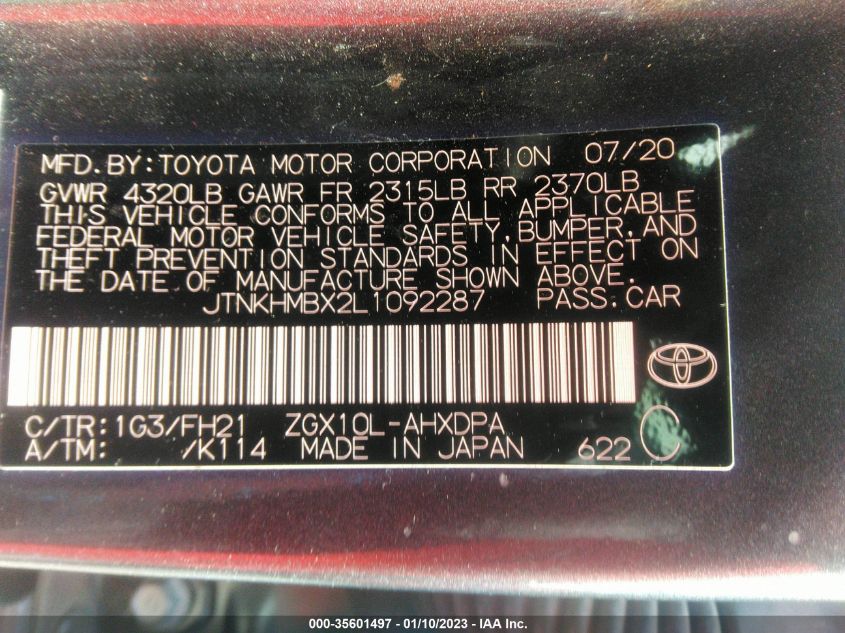 MFD.BY:TOYOTA MOTOR CORPORATION 07/20
GVWR 4320LB GAWR FR 2315LB RR 2370LB
THIS VEHICLE CONFORMS TO ALL APPLICABLE
FEDERAL MOTOR VEHICLE SAFETY,BUMPER,AND
THEFT PREVENTION STANDARDS IN EFFECT ON
THE DATE OF MANUFACTURE SHOWN ABOVE.
JTNKHMBX2L1092287 PASS.CAR
C/TR:1G3/FH21 ZGX10L-AHXDPA
A/TM: /K114 MADE IN JAPAN 622 C
000-35601497 - 01/10/2023 - IAA Inc.